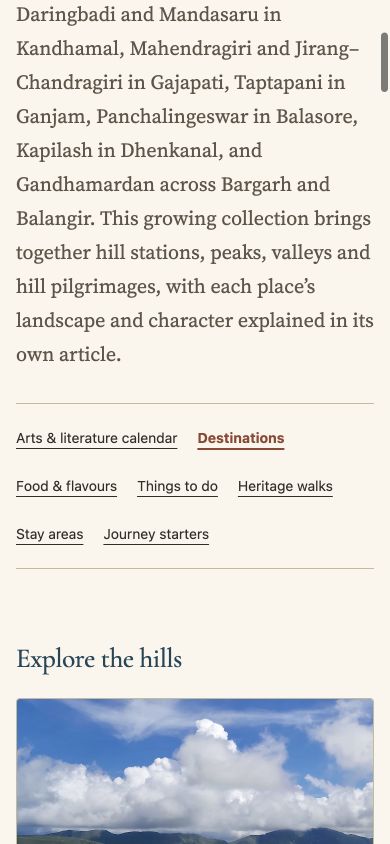 Daringbadi and Mandasaru in
Kandhamal, Mahendragiri and Jirang–
Chandragiri in Gajapati, Taptapani in
Ganjam, Panchalingeswar in Balasore,
Kapilash in Dhenkanal, and
Gandhamardan across Bargarh and
Balangir. This growing collection brings
together hill stations, peaks, valleys and
hill pilgrimages, with each place’s
landscape and character explained in its
own article.
Arts & literature calendar Destinations
Food & flavours Things to do Heritage walks
Stay areas Journey starters
Explore the hills